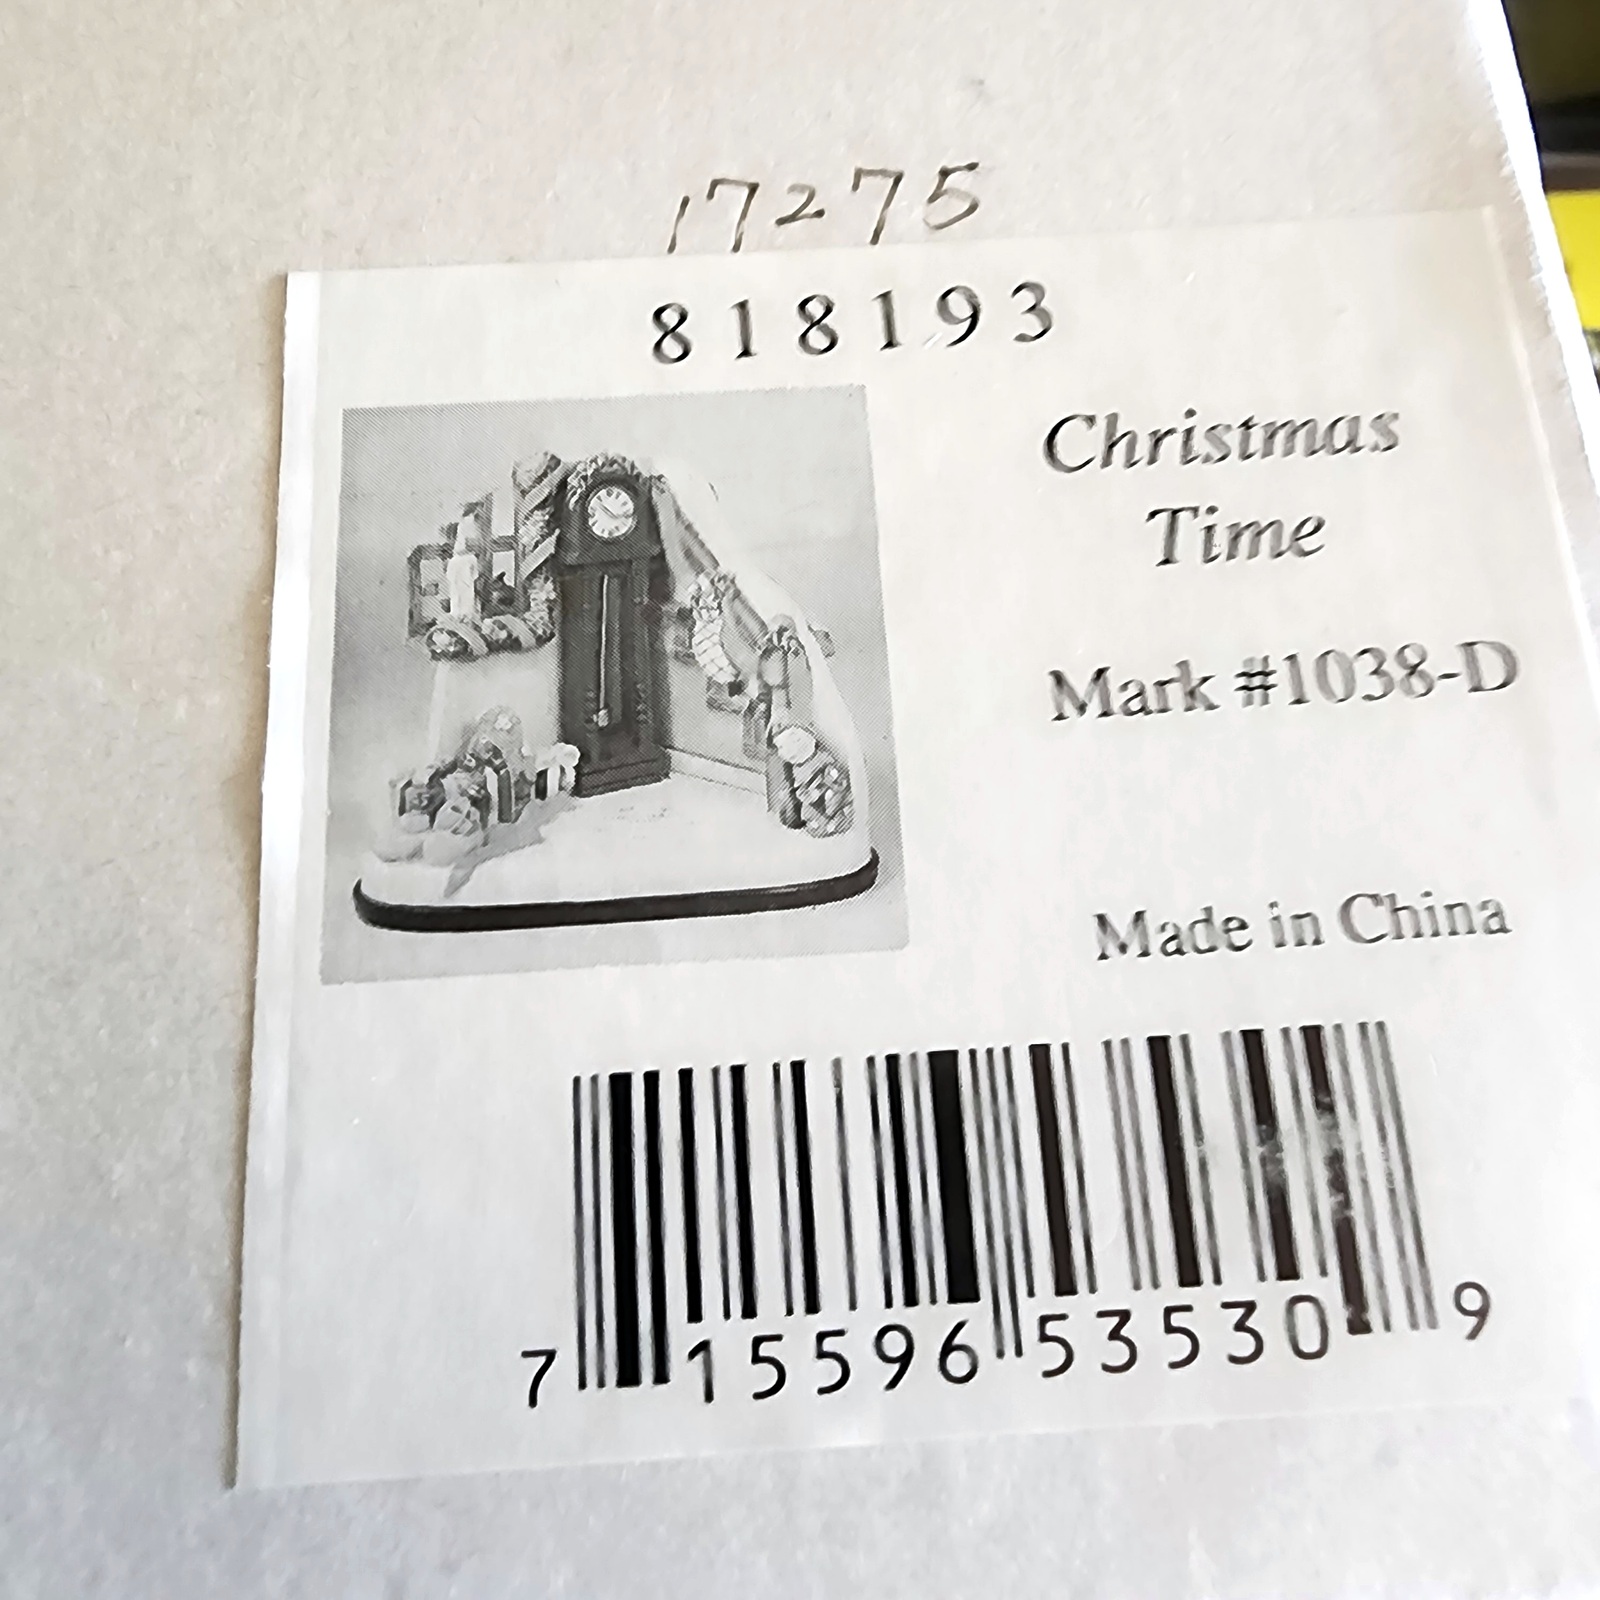 17275
818193
Christmas
Time
Mark #1038-D
Made in China
7 15596 53530 9